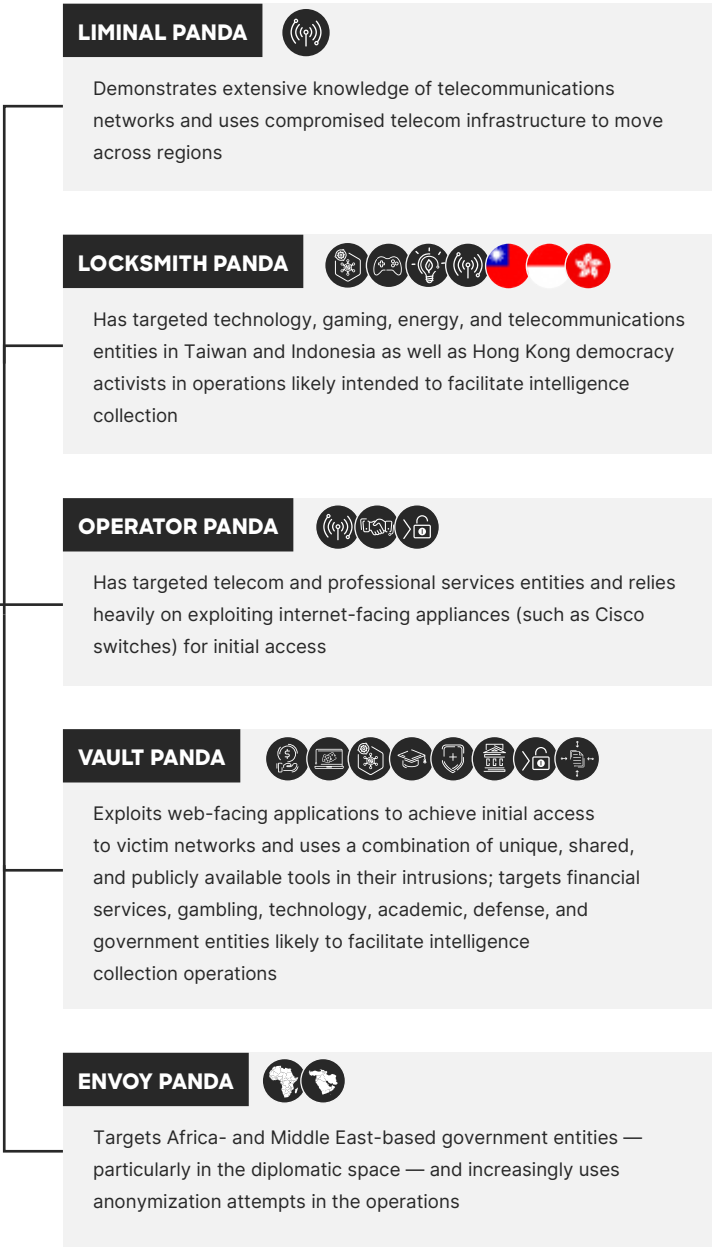 LIMINAL PANDA
Demonstrates extensive knowledge of telecommunications
networks and uses compromised telecom infrastructure to move
across regions
LOCKSMITH PANDA
Has targeted technology, gaming, energy, and telecommunications
entities in Taiwan and Indonesia as well as Hong Kong democracy
activists in operations likely intended to facilitate intelligence
collection
OPERATOR PANDA
Has targeted telecom and professional services entities and relies
heavily on exploiting internet-facing appliances (such as Cisco
switches) for initial access
VAULT PANDA
Exploits web-facing applications to achieve initial access
to victim networks and uses a combination of unique, shared,
and publicly available tools in their intrusions; targets financial
services, gambling, technology, academic, defense, and
government entities likely to facilitate intelligence
collection operations
ENVOY PANDA
Targets Africa- and Middle East-based government entities —
particularly in the diplomatic space — and increasingly uses
anonymization attempts in the operations